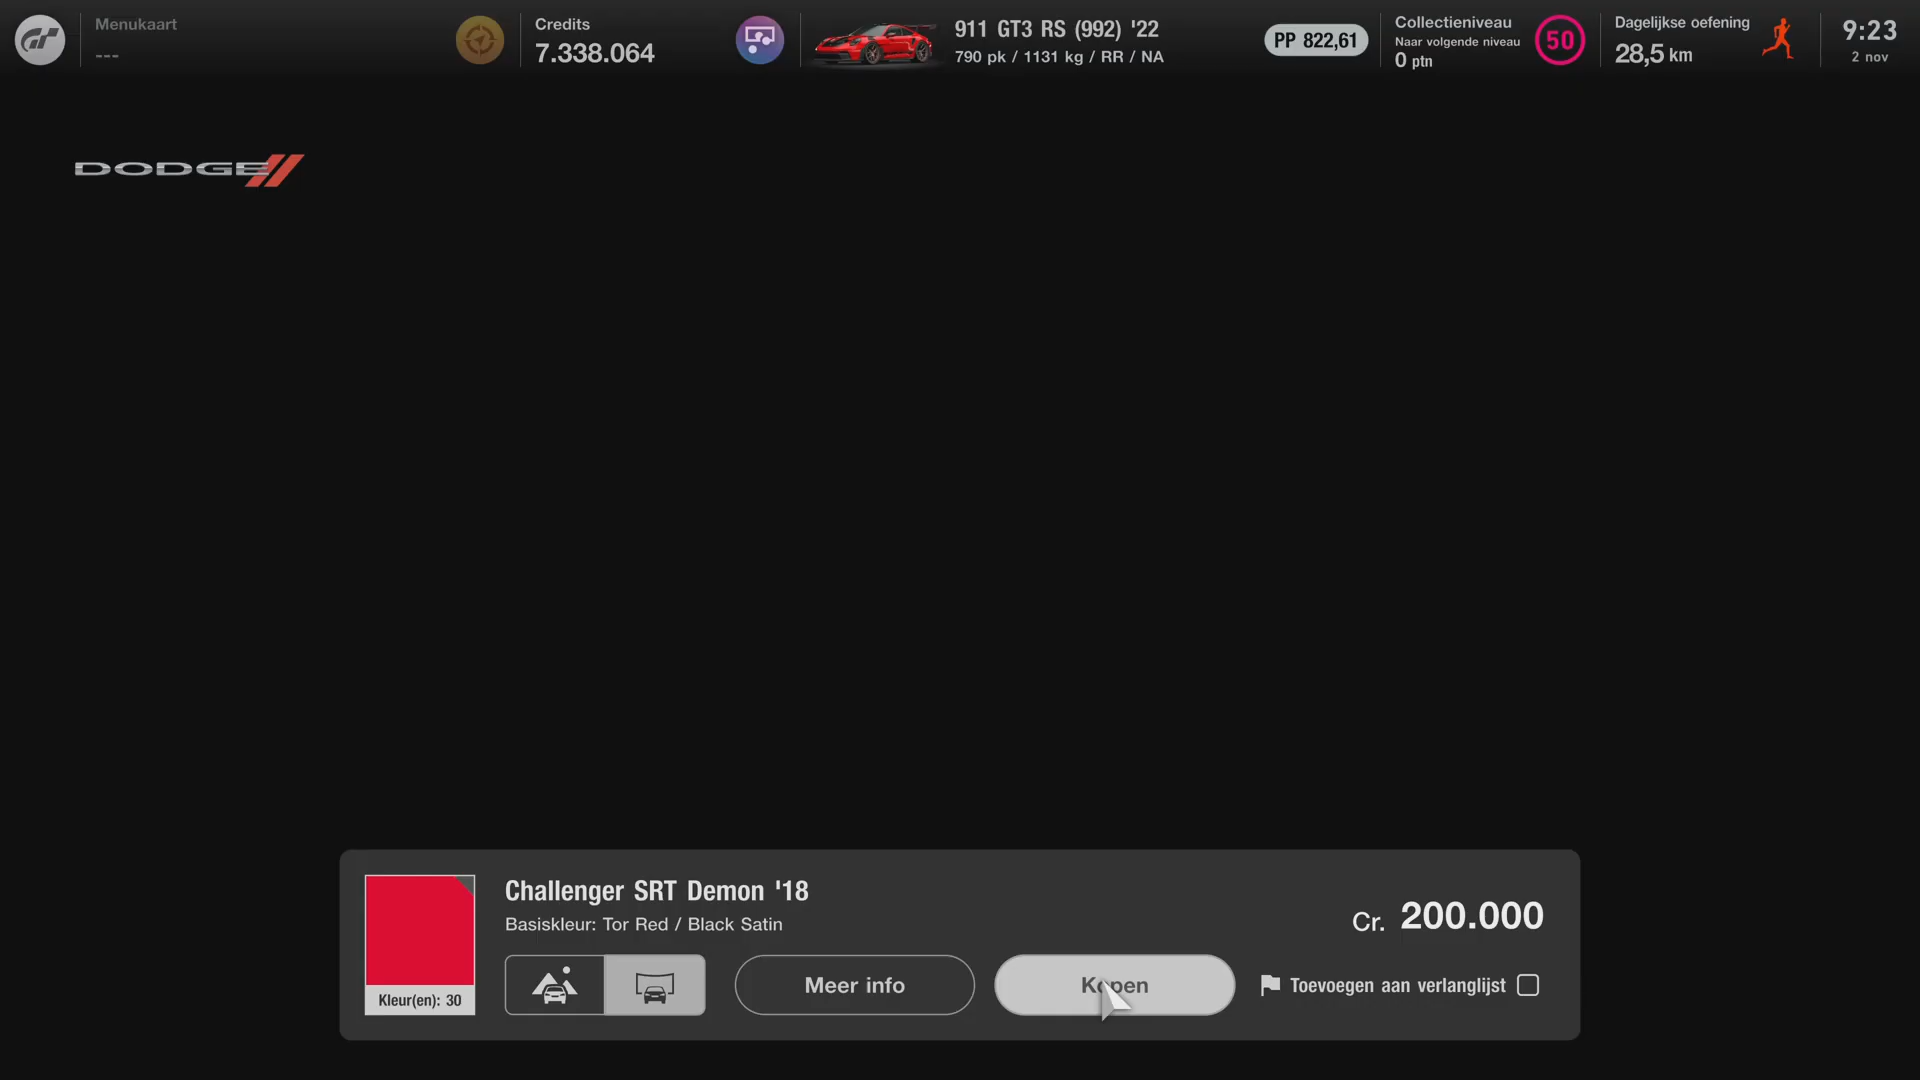 Menukaart
---
Credits
7.338.064
911 GT3 RS (992) '22
790 pk / 1131 kg / RR / NA
PP 822,61
Collectieniveau
Naar volgende niveau
0 ptn
50
Dagelijkse oefening
28,5 km
9:23
2 nov
DODGE
Challenger SRT Demon '18
Basiskleur: Tor Red / Black Satin
Cr. 200.000
Kleur(en): 30
Meer info
Kopen
Toevoegen aan verlanglijst